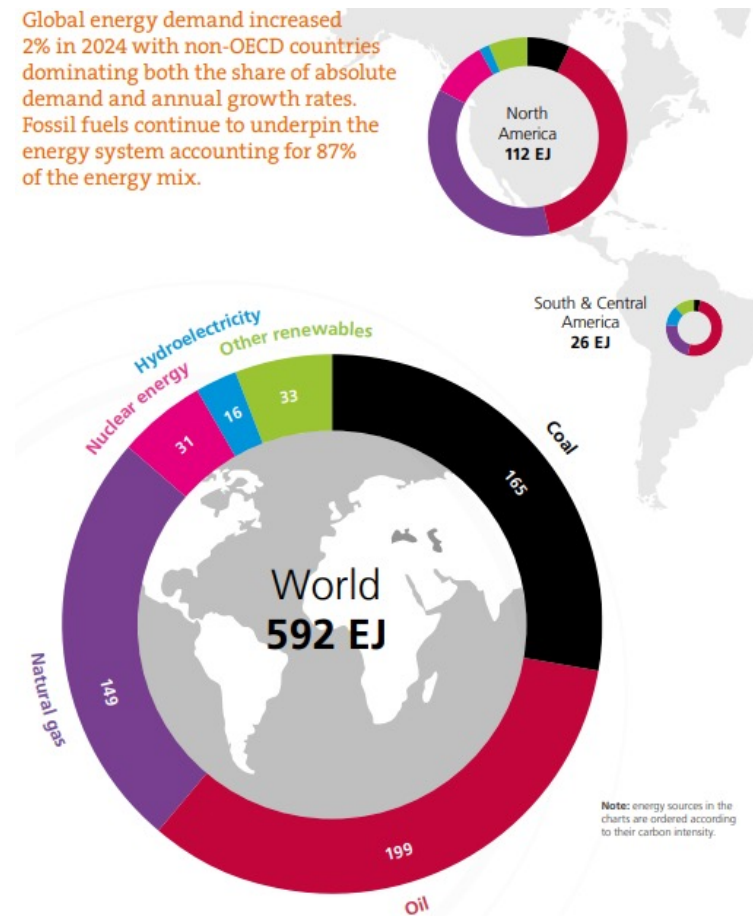 Global energy demand increased
2% in 2024 with non-OECD countries
dominating both the share of absolute
demand and annual growth rates.
Fossil fuels continue to underpin the
energy system accounting for 87%
of the energy mix.
North
America
112 EJ
South & Central
America
26 EJ
Hydroelectricity
Other renewables
Nuclear energy
33
16
31
Coal
165
World
592 EJ
Natural gas
149
Note: energy sources in the
charts are ordered according
to their carbon intensity.
199
Oil